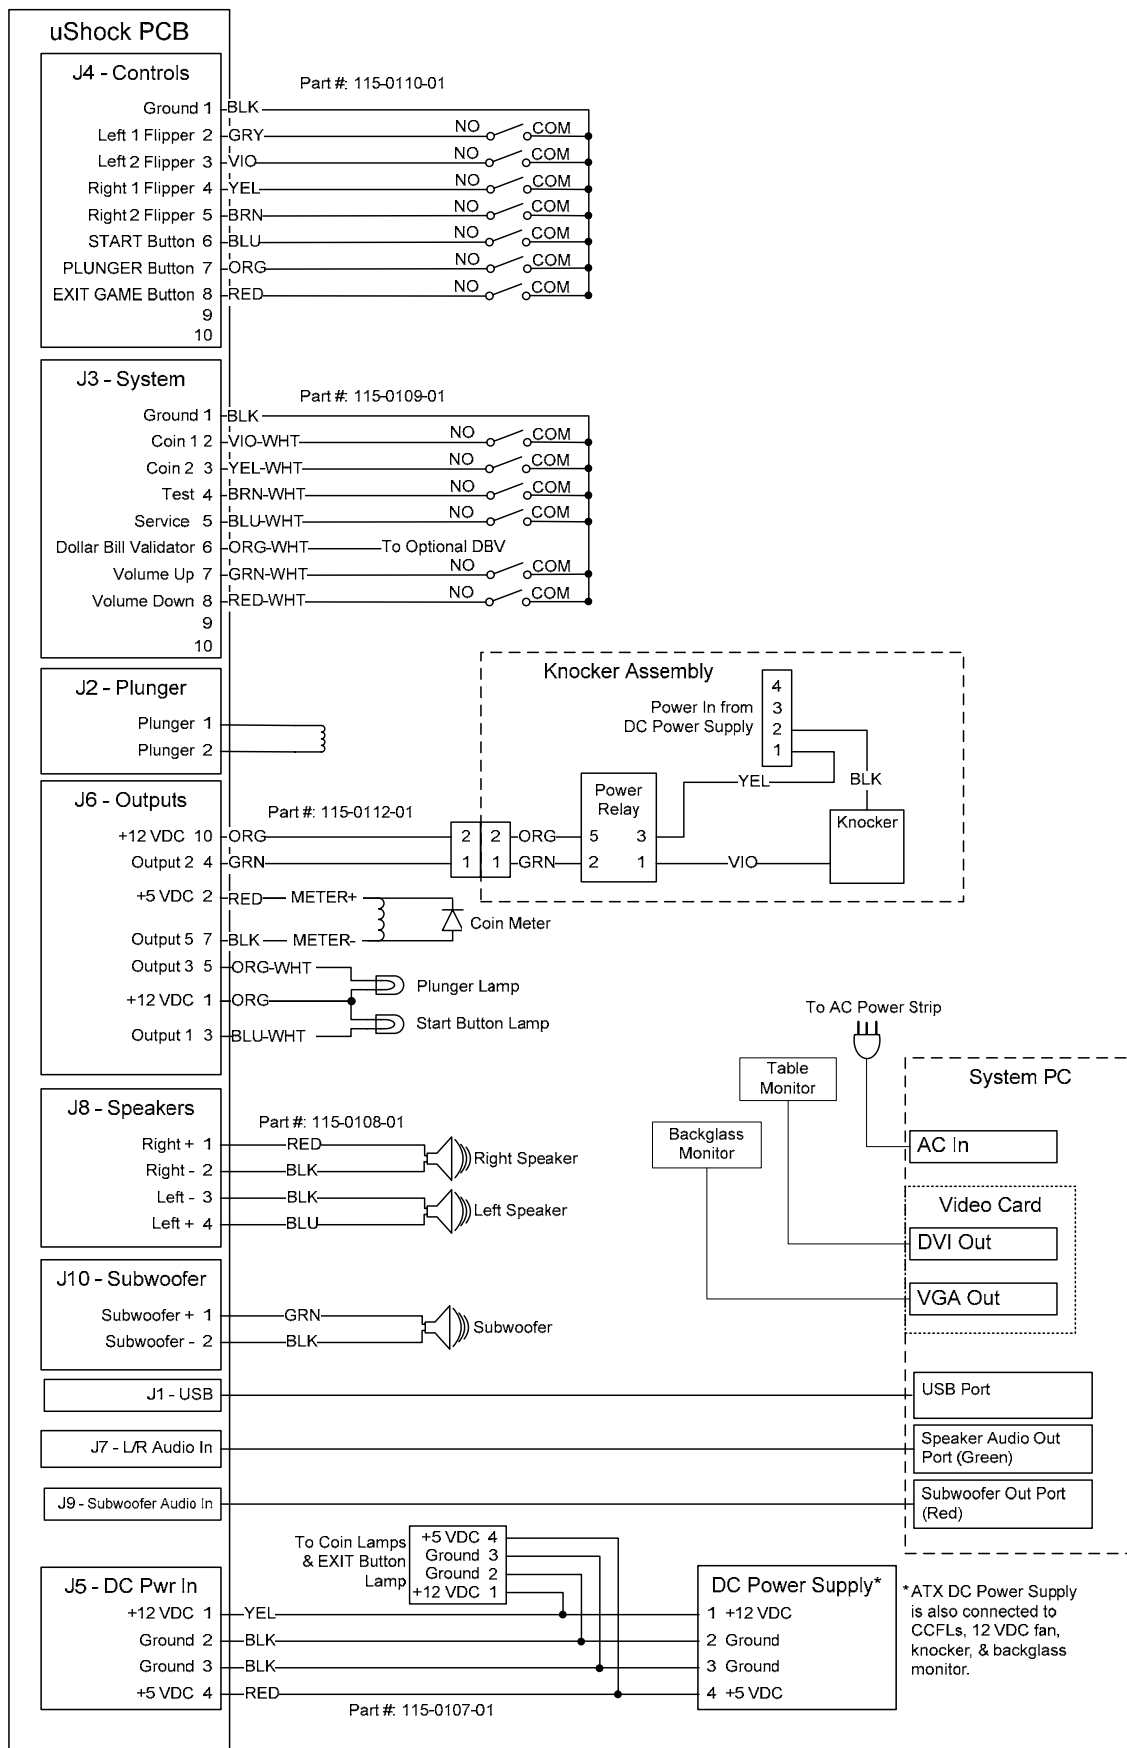 uShock PCB
J4 - Controls
Part #: 115-0110-01
Ground 1 BLK
Left 1 Flipper 2 GRY NO COM
Left 2 Flipper 3 VIO NO COM
Right 1 Flipper 4 YEL NO COM
Right 2 Flipper 5 BRN NO COM
START Button 6 BLU NO COM
PLUNGER Button 7 ORG NO COM
EXIT GAME Button 8 RED NO COM
9
10
J3 - System
Part #: 115-0109-01
Ground 1 BLK
Coin 1 2 VIO-WHT NO COM
Coin 2 3 YEL-WHT NO COM
Test 4 BRN-WHT NO COM
Service 5 BLU-WHT NO COM
Dollar Bill Validator 6 ORG-WHT To Optional DBV
Volume Up 7 GRN-WHT NO COM
Volume Down 8 RED-WHT NO COM
9
10
J2 - Plunger
Plunger 1
Plunger 2
Knocker Assembly
Power In from
DC Power Supply
4
3
2
1
YEL
BLK
Power
Relay
5 3
2 1
Knocker
VIO
J6 - Outputs
Part #: 115-0112-01
+12 VDC 10 ORG 2 2 ORG
Output 2 4 GRN 1 1 GRN
+5 VDC 2 RED METER+
Coin Meter
Output 5 7 BLK METER-
Output 3 5 ORG-WHT
Plunger Lamp
+12 VDC 1 ORG
Start Button Lamp
Output 1 3 BLU-WHT
To AC Power Strip
System PC
Table
Monitor
Backglass
Monitor
AC In
Video Card
DVI Out
VGA Out
J8 - Speakers
Part #: 115-0108-01
Right + 1 RED
Right - 2 BLK
Right Speaker
Left - 3 BLK
Left + 4 BLU
Left Speaker
J10 - Subwoofer
Subwoofer + 1 GRN
Subwoofer - 2 BLK
Subwoofer
J1 - USB
USB Port
J7 - L/R Audio In
Speaker Audio Out
Port (Green)
J9 - Subwoofer Audio In
Subwoofer Out Port
(Red)
To Coin Lamps
& EXIT Button
Lamp
+5 VDC 4
Ground 3
Ground 2
+12 VDC 1
J5 - DC Pwr In
+12 VDC 1 YEL
Ground 2 BLK
Ground 3 BLK
+5 VDC 4 RED
Part #: 115-0107-01
DC Power Supply*
1 +12 VDC
2 Ground
3 Ground
4 +5 VDC
*ATX DC Power Supply
is also connected to
CCFLs, 12 VDC fan,
knocker, & backglass
monitor.